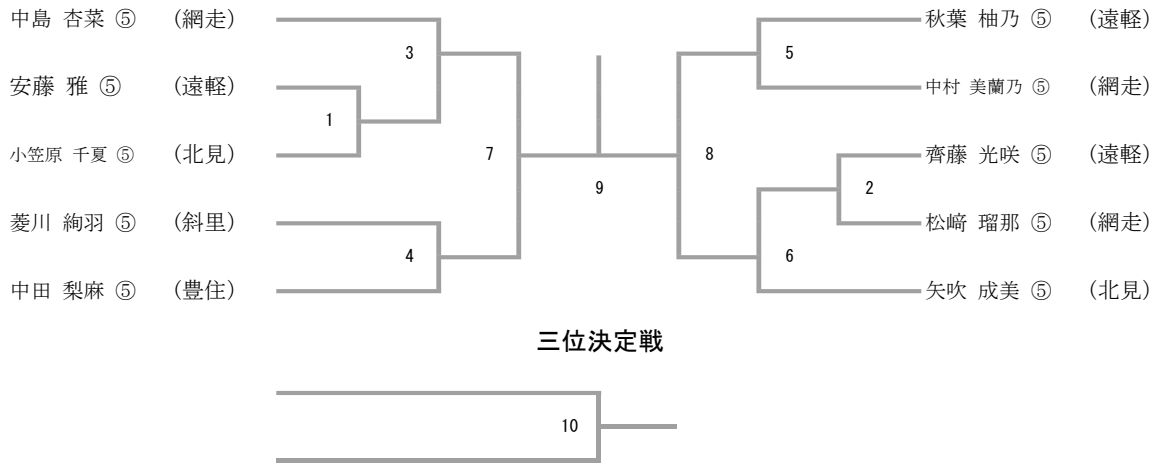 中島 杏菜 ⑤ (網走)
3
安藤 雅 ⑤ (遠軽)
1
小笠原 千夏 ⑤ (北見)
7
菱川 絢羽 ⑤ (斜里)
4
中田 梨麻 ⑤ (豊住)
9
秋葉 柚乃 ⑤ (遠軽)
5
中村 美蘭乃 ⑤ (網走)
8
齊藤 光咲 ⑤ (遠軽)
2
松﨑 瑠那 ⑤ (網走)
6
矢吹 成美 ⑤ (北見)
三位決定戦
10